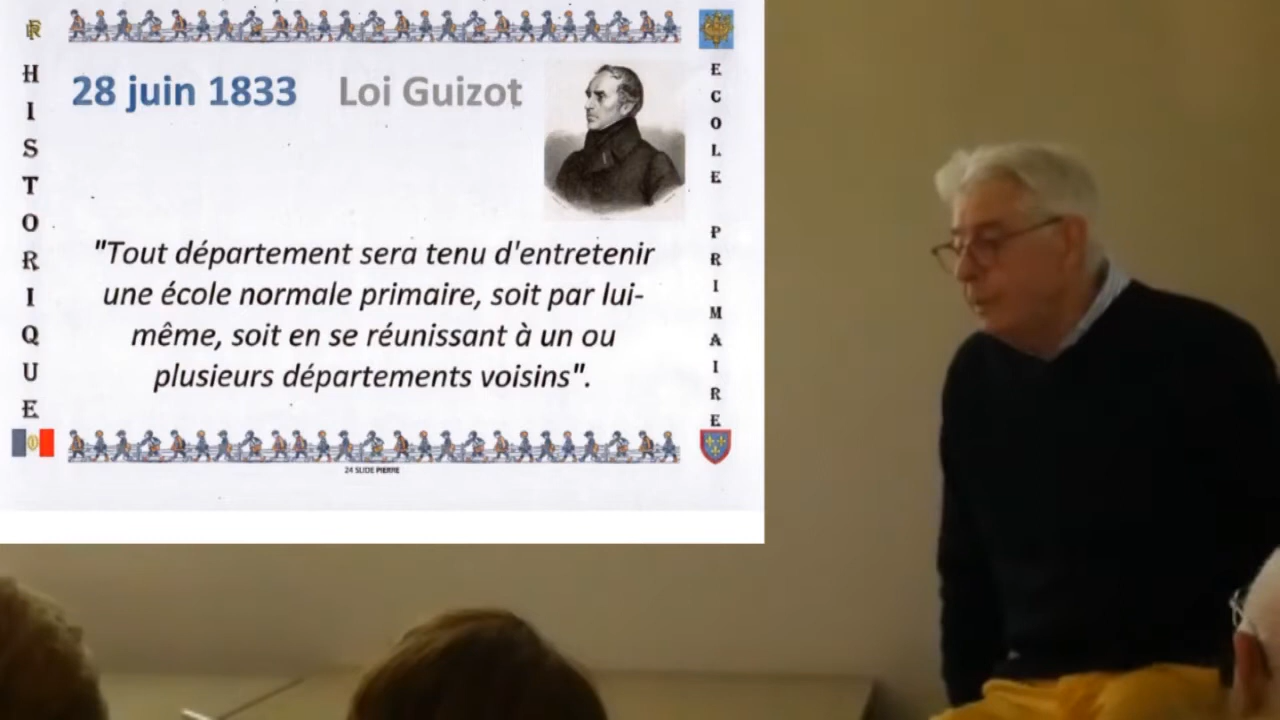 RF
HISTORIQUE
28 juin 1833 Loi Guizot
"Tout département sera tenu d'entretenir
une école normale primaire, soit par lui-
même, soit en se réunissant à un ou
plusieurs départements voisins".
24 SLIDE PIERRE
ECOLE PRIMAIRE